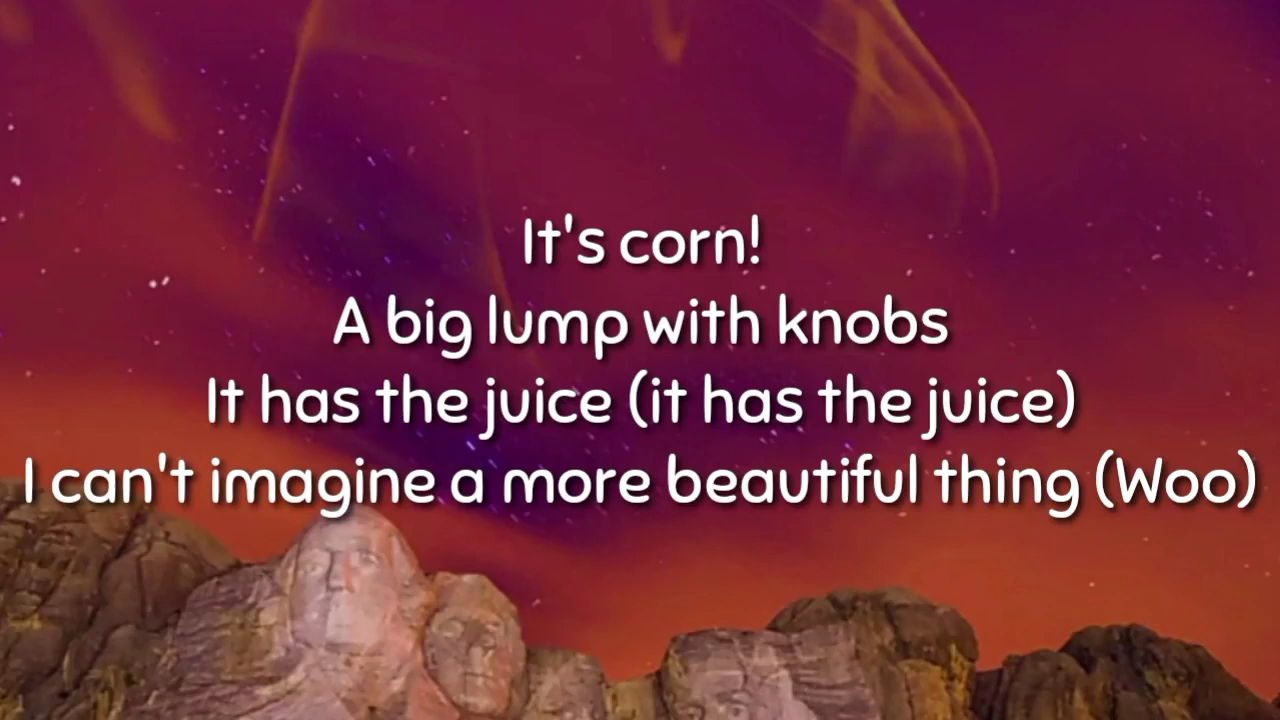 It's corn!
A big lump with knobs
It has the juice (it has the juice)
I can't imagine a more beautiful thing (Woo)